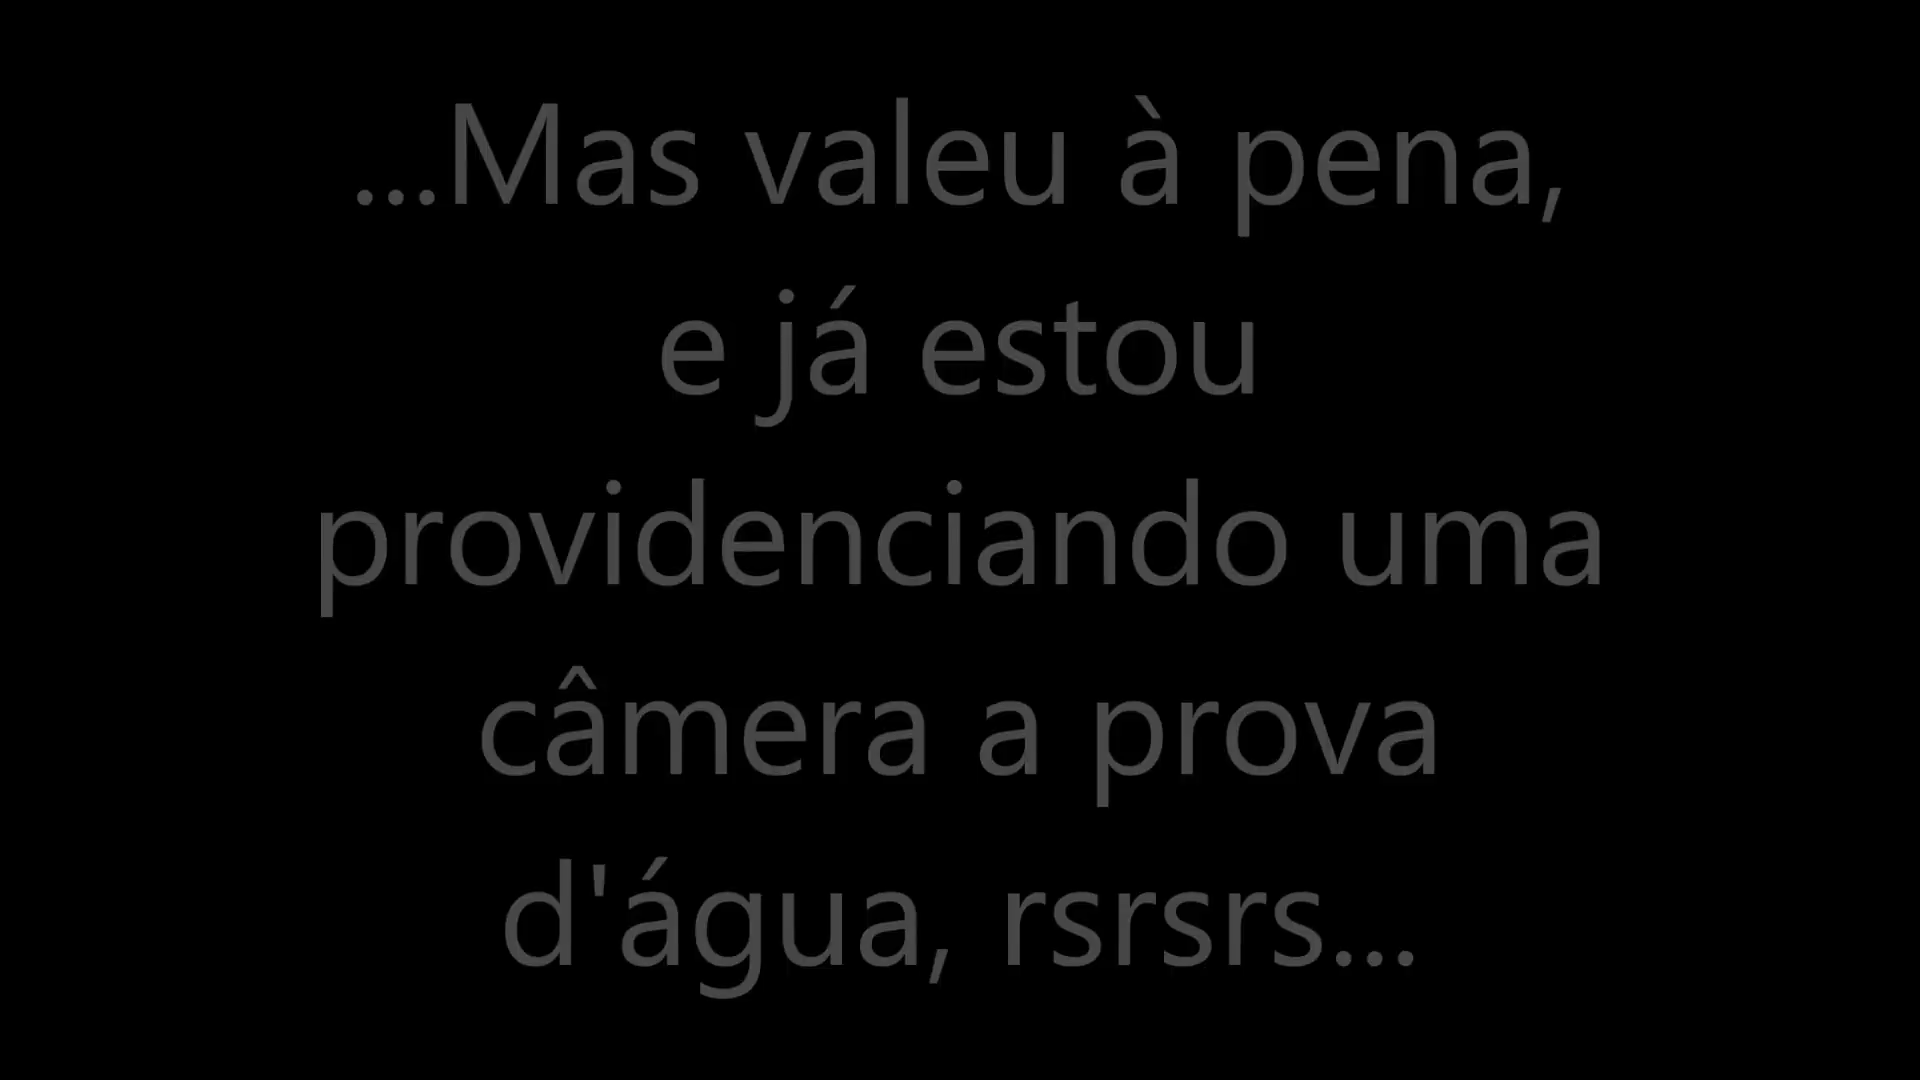 ...Mas valeu à pena,
e já estou
providenciando uma
câmera a prova
d'água, rsrsrs...